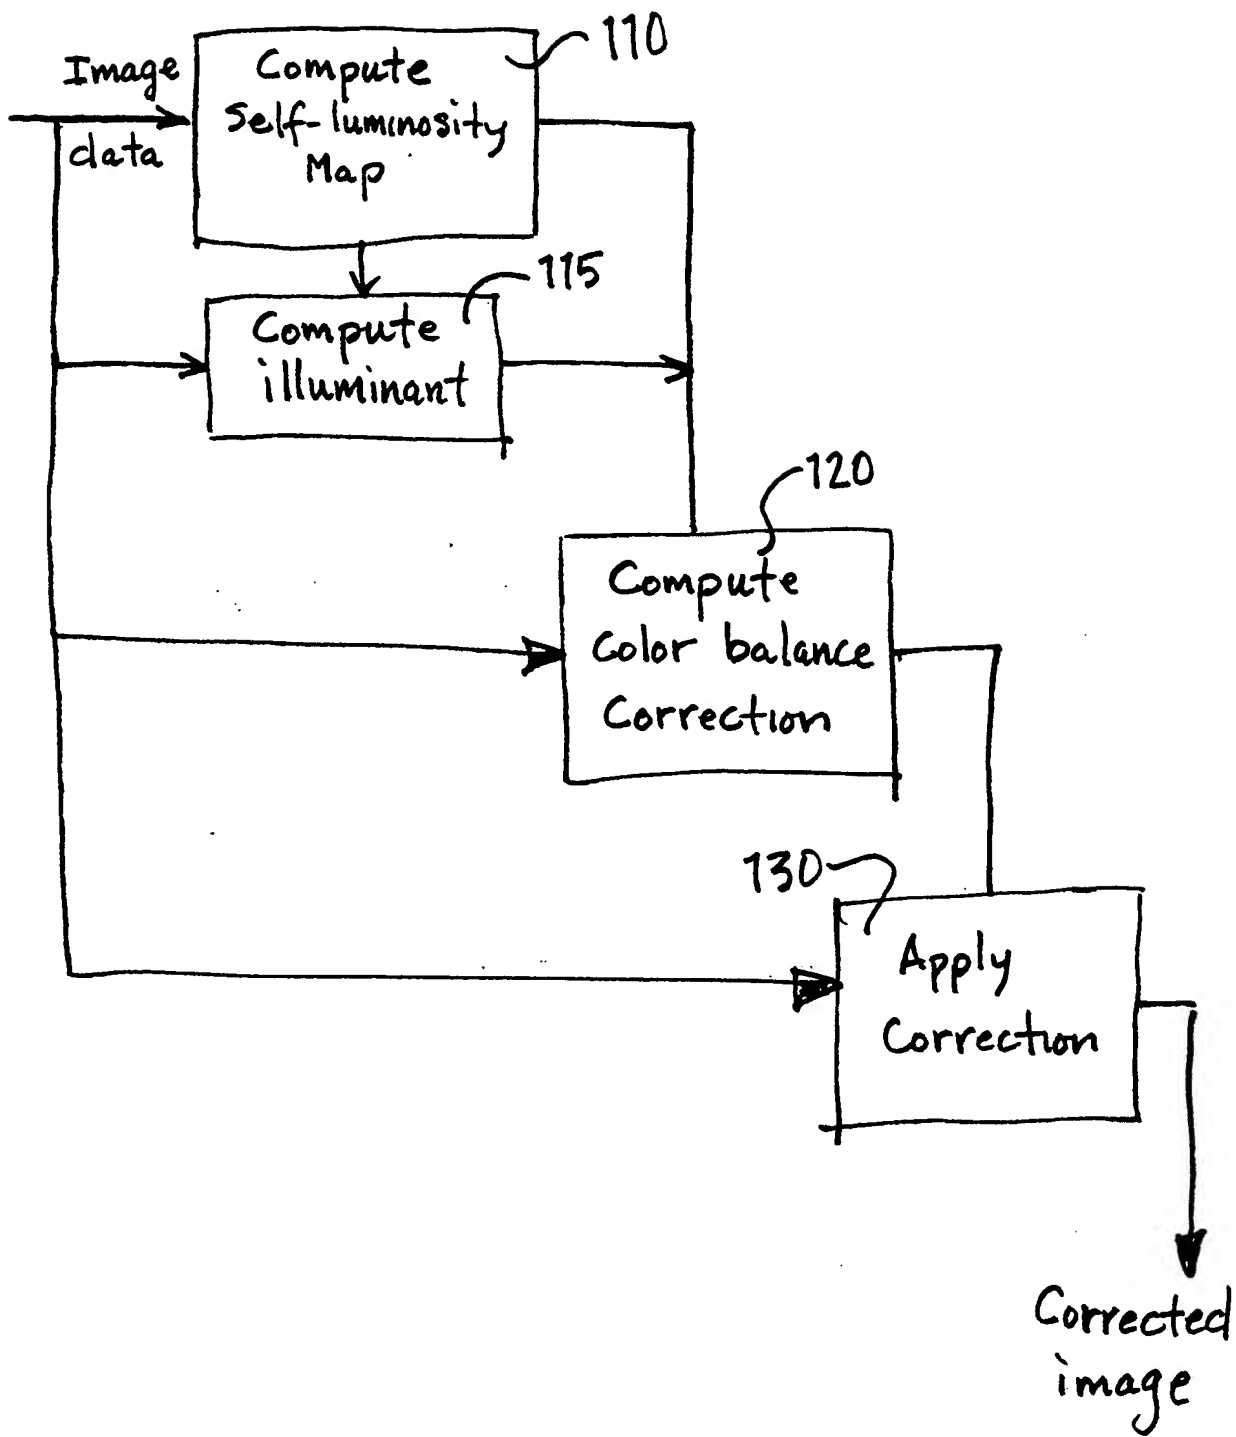 110
Image
data
Compute
Self-luminosity
Map
115
Compute
illuminant
120
Compute
Color balance
Correction
130
Apply
Correction
Corrected
image